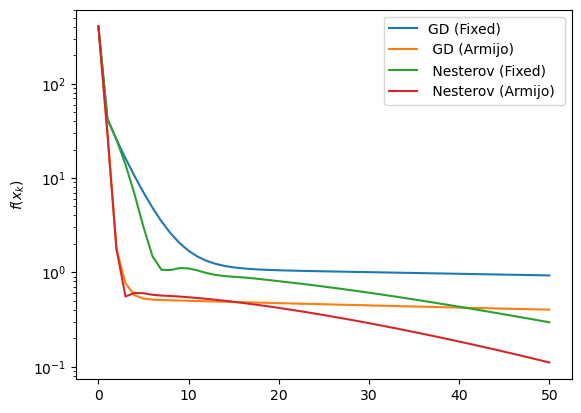 GD (Fixed)
GD (Armijo)
Nesterov (Fixed)
Nesterov (Armijo)
f(x_k)
10^2
10^1
10^0
10^-1
0 10 20 30 40 50